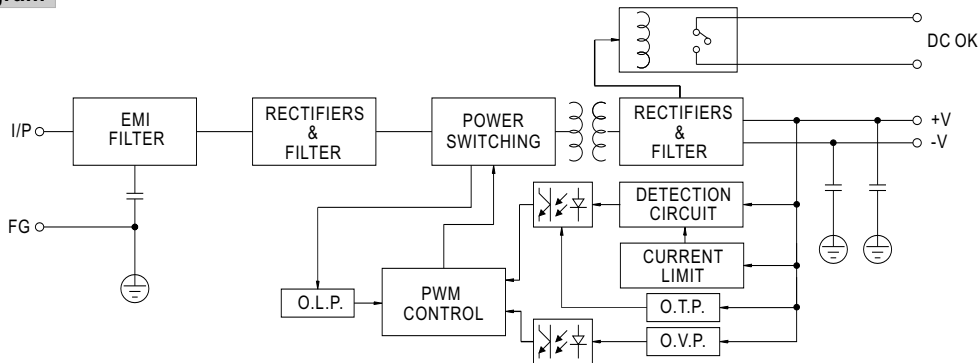 DC OK
EMI
FILTER
RECTIFIERS
&
FILTER
POWER
SWITCHING
RECTIFIERS
&
FILTER
I/P
+V
-V
DETECTION
CIRCUIT
FG
CURRENT
LIMIT
O.L.P.
PWM
CONTROL
O.T.P.
O.V.P.